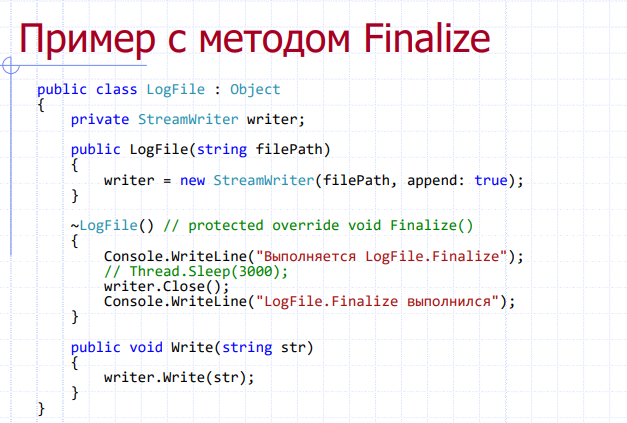 Пример с методом Finalize
public class LogFile : Object
{
private StreamWriter writer;
public LogFile(string filePath)
{
writer = new StreamWriter(filePath, append: true);
}
~LogFile() // protected override void Finalize()
{
Console.WriteLine("Выполняется LogFile.Finalize");
// Thread.Sleep(3000);
writer.Close();
Console.WriteLine("LogFile.Finalize выполнился");
}
public void Write(string str)
{
writer.Write(str);
}
}